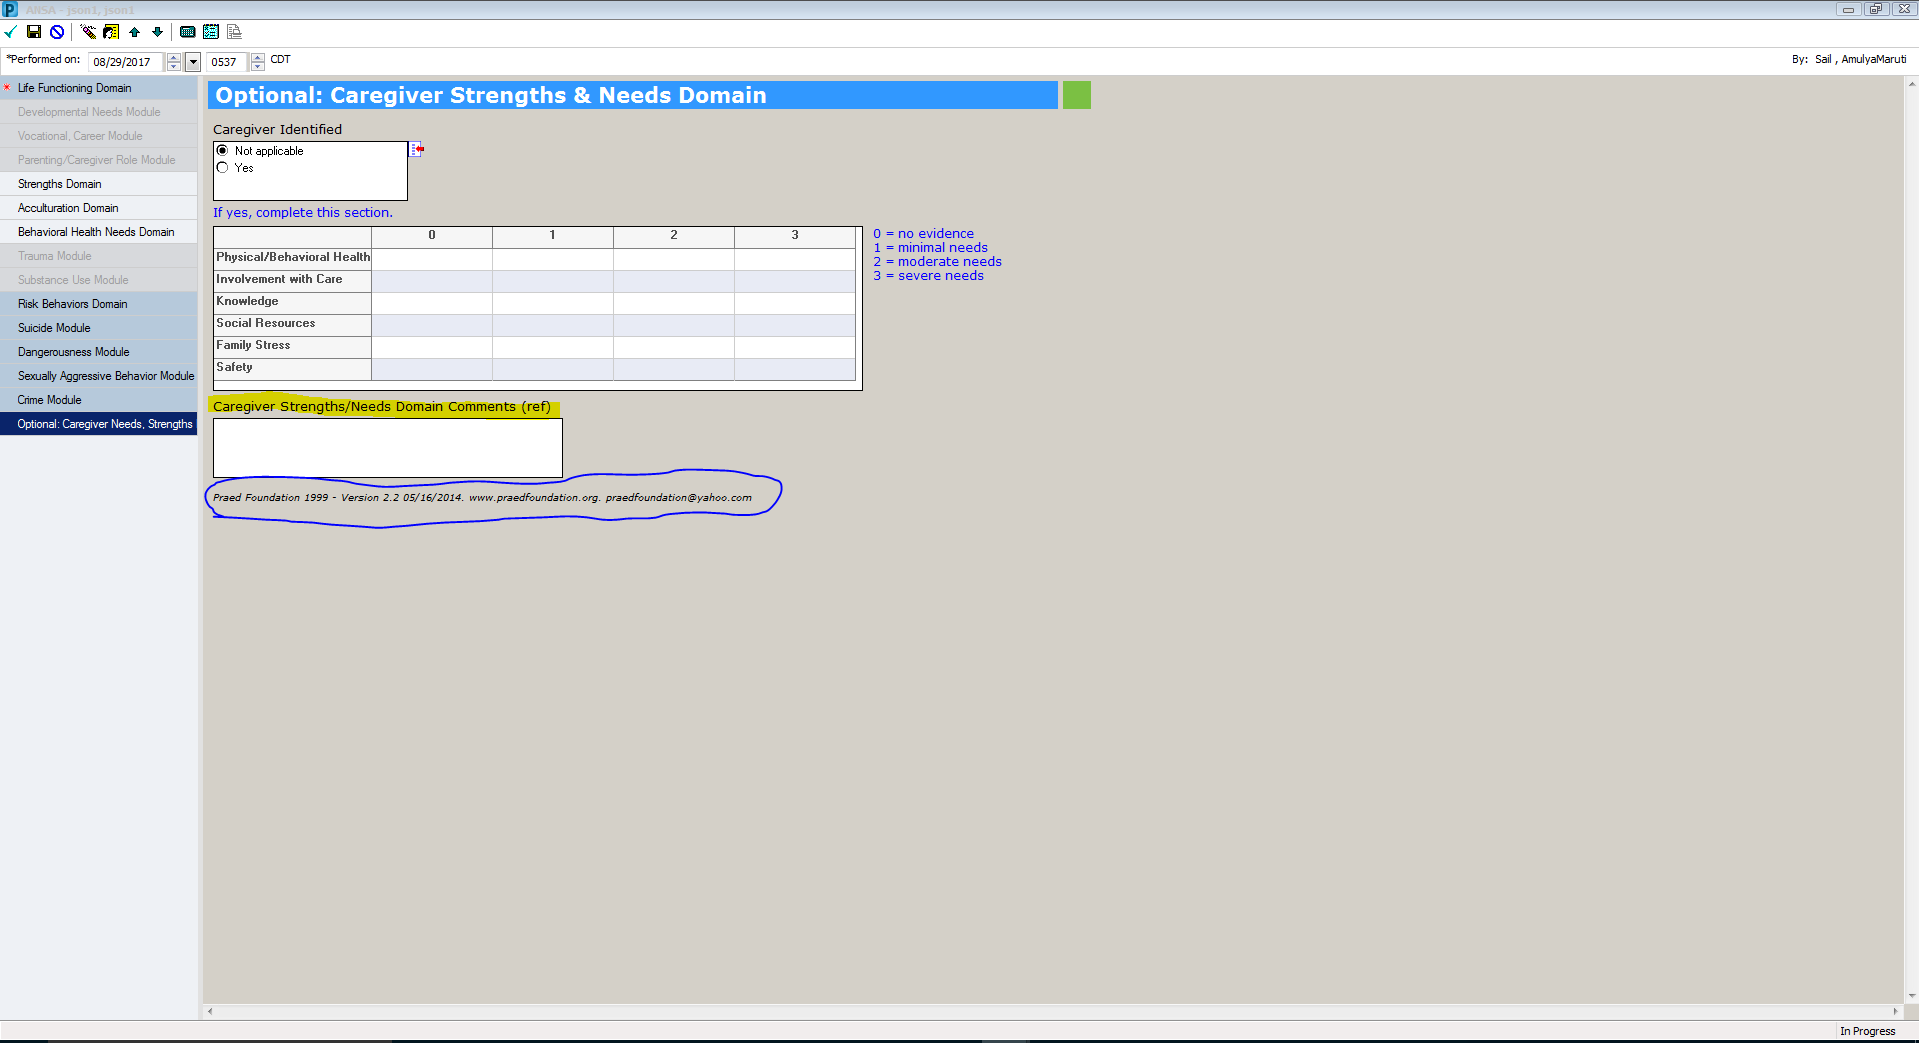 ANSA - json1, json1
*Performed on: 08/29/2017 0537 CDT By: Sail , AmulyaMaruti
* Life Functioning Domain
Developmental Needs Module
Vocational, Career Module
Parenting/Caregiver Role Module
Strengths Domain
Acculturation Domain
Behavioral Health Needs Domain
Trauma Module
Substance Use Module
Risk Behaviors Domain
Suicide Module
Dangerousness Module
Sexually Aggressive Behavior Module
Crime Module
Optional: Caregiver Needs, Strengths
Optional: Caregiver Strengths & Needs Domain
Caregiver Identified
Not applicable
Yes
If yes, complete this section.
0 1 2 3
Physical/Behavioral Health
Involvement with Care
Knowledge
Social Resources
Family Stress
Safety
0 = no evidence
1 = minimal needs
2 = moderate needs
3 = severe needs
Caregiver Strengths/Needs Domain Comments (ref)
Praed Foundation 1999 - Version 2.2 05/16/2014. www.praedfoundation.org. praedfoundation@yahoo.com
In Progress